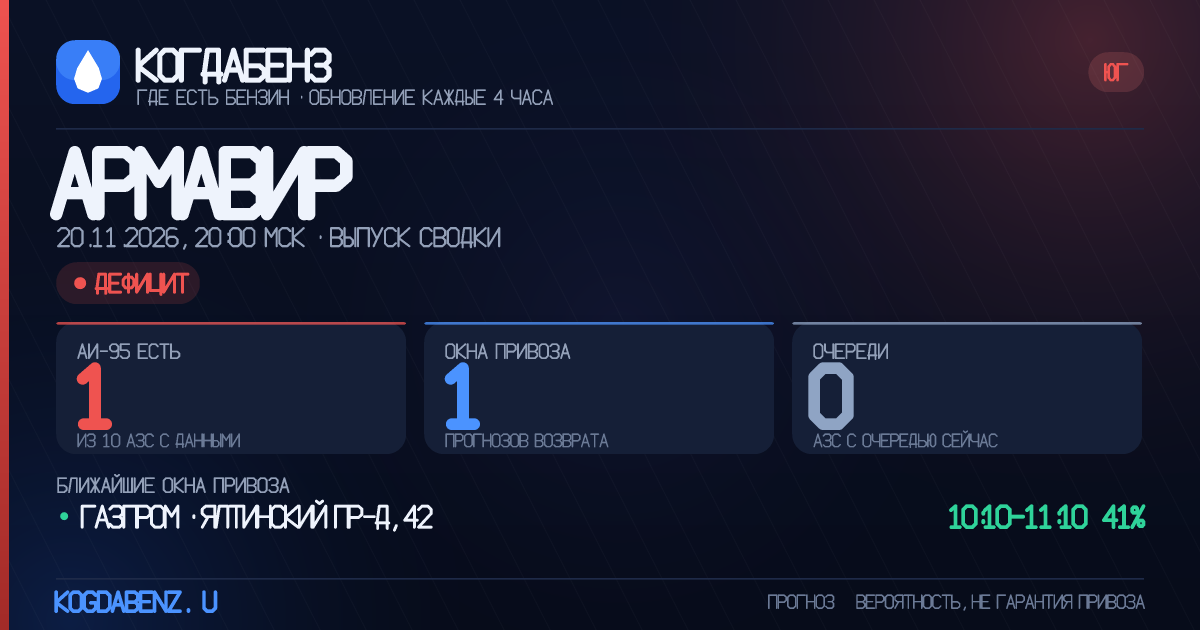 КОГДАБЕНЗ
ГДЕ ЕСТЬ БЕНЗИН · ОБНОВЛЕНИЕ КАЖДЫЕ 4 ЧАСА
ЮГ
АРМАВИР
20.11.2026, 20:00 МСК · ВЫПУСК СВОДКИ
ДЕФИЦИТ
АИ-95 ЕСТЬ
1
ИЗ 10 АЗС С ДАННЫМИ
ОКНА ПРИВОЗА
1
ПРОГНОЗОВ ВОЗВРАТА
ОЧЕРЕДИ
0
АЗС С ОЧЕРЕДЬЮ СЕЙЧАС
БЛИЖАЙШИЕ ОКНА ПРИВОЗА
• ГАЗПРОМ · ЯЛТИНСКИЙ ПР-Д, 42 10:10-11:10 41%
KOGDABENZ. U
ПРОГНОЗ ВЕРОЯТНОСТЬ, НЕ ГАРАНТИЯ ПРИВОЗА